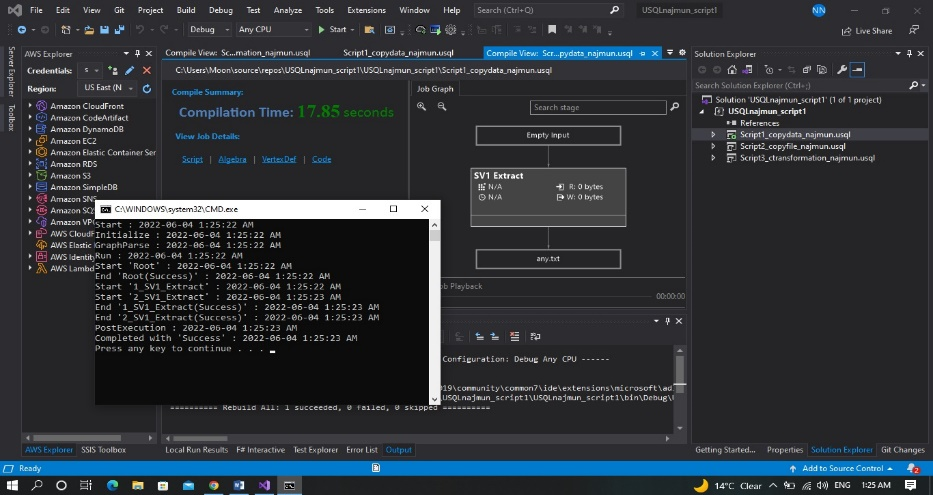 File Edit View Git Project Build Debug Test Analyze Tools Extensions Window Help Search (Ctrl+Q) USQLnajmun_script1 NN
Debug Any CPU Start Live Share
Server Explorer
Toolbox
AWS Explorer
Credentials: s
Region: US East (N
Amazon CloudFront
Amazon CodeArtifact
Amazon DynamoDB
Amazon EC2
Amazon Elastic Container Ser
Amazon RDS
Amazon S3
Amazon SimpleDB
Amazon SNS
Amazon SQ
Amazon VP
AWS CloudF
AWS Elastic
AWS Identity
AWS Lambd
AWS Explorer SSIS Toolbox
Compile View: Sc...mation_najmun.usql Script1_copydata_najmun.usql Compile View: Scr...pydata_najmun.usql
C:\Users\Moon\source\repos\USQLnajmun_script1\USQLnajmun_script1\Script1_copydata_najmun.usql
Compile Summary:
Compilation Time: 17.85 seconds
View Job Details:
Script | Algebra | VertexDef | Code
Job Graph
Search stage
Empty Input
SV1 Extract
N/A R: 0 bytes
N/A W: 0 bytes
any.txt
ob Playback
00:00:00
C:\WINDOWS\system32\CMD.exe
Start : 2022-06-04 1:25:22 AM
Initialize : 2022-06-04 1:25:22 AM
GraphParse : 2022-06-04 1:25:22 AM
Run : 2022-06-04 1:25:22 AM
Start 'Root' : 2022-06-04 1:25:22 AM
End 'Root(Success)' : 2022-06-04 1:25:22 AM
Start '1_SV1_Extract' : 2022-06-04 1:25:22 AM
Start '2_SV1_Extract' : 2022-06-04 1:25:23 AM
End '1_SV1_Extract(Success)' : 2022-06-04 1:25:23 AM
End '2_SV1_Extract(Success)' : 2022-06-04 1:25:23 AM
PostExecution : 2022-06-04 1:25:23 AM
Completed with 'Success' : 2022-06-04 1:25:23 AM
Press any key to continue . . .
Configuration: Debug Any CPU ------
019\community\common7\ide\extensions\microsoft\ad
USQLnajmun_script1\USQLnajmun_script1\bin\Debug\
========== Rebuild All: 1 succeeded, 0 failed, 0 skipped ==========
Local Run Results F# Interactive Test Explorer Error List Output
Solution Explorer
Search Solution Explorer (Ctrl+;)
Solution 'USQLnajmun_script1' (1 of 1 project)
USQLnajmun_script1
References
Script1_copydata_najmun.usql
Script2_copyfile_najmun.usql
Script3_ctransformation_najmun.usql
Getting Started... Properties Solution Explorer Git Changes
Ready Add to Source Control 2
14°C Clear ENG 1:25 AM